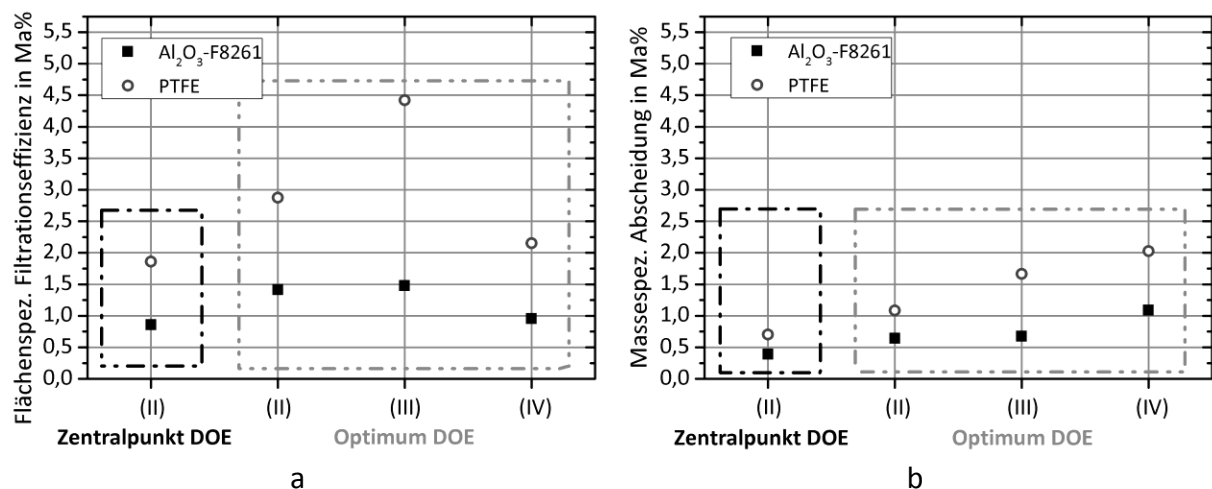 Flächenspez. Filtrationseffizienz in Ma%
5,5
5,0
4,5
4,0
3,5
3,0
2,5
2,0
1,5
1,0
0,5
0,0
Al₂O₃-F8261
PTFE
(II)
(II)
(III)
(IV)
Zentralpunkt DOE
Optimum DOE
a
Massespez. Abscheidung in Ma%
5,5
5,0
4,5
4,0
3,5
3,0
2,5
2,0
1,5
1,0
0,5
0,0
Al₂O₃-F8261
PTFE
(II)
(II)
(III)
(IV)
Zentralpunkt DOE
Optimum DOE
b